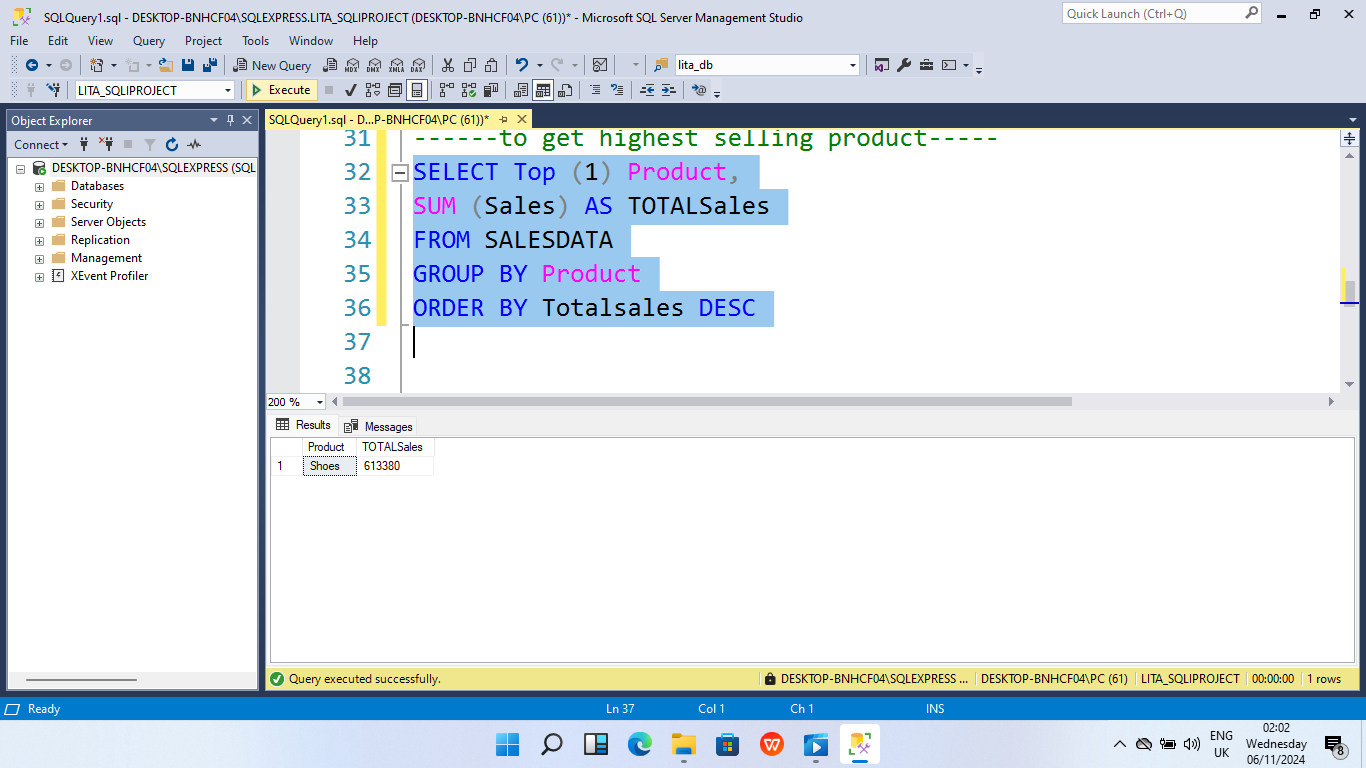 SQLQuery1.sql - DESKTOP-BNHCF04\SQLEXPRESS.LITA_SQLIPROJECT (DESKTOP-BNHCF04\PC (61))* - Microsoft SQL Server Management Studio
Quick Launch (Ctrl+Q)
File Edit View Query Project Tools Window Help
New Query MDX DMX XMLA DAX lita_db
LITA_SQLIPROJECT Execute
Object Explorer
SQLQuery1.sql - D...P-BNHCF04\PC (61))*
Connect
DESKTOP-BNHCF04\SQLEXPRESS (SQL
Databases
Security
Server Objects
Replication
Management
XEvent Profiler
31 ------to get highest selling product-----
32 SELECT Top (1) Product,
33 SUM (Sales) AS TOTALSales
34 FROM SALESDATA
35 GROUP BY Product
36 ORDER BY Totalsales DESC
37
38
200 %
Results Messages
Product TOTALSales
1 Shoes 613380
Query executed successfully.
DESKTOP-BNHCF04\SQLEXPRESS ... DESKTOP-BNHCF04\PC (61) LITA_SQLIPROJECT 00:00:00 1 rows
Ready Ln 37 Col 1 Ch 1 INS
ENG
UK
02:02
Wednesday
06/11/2024
8